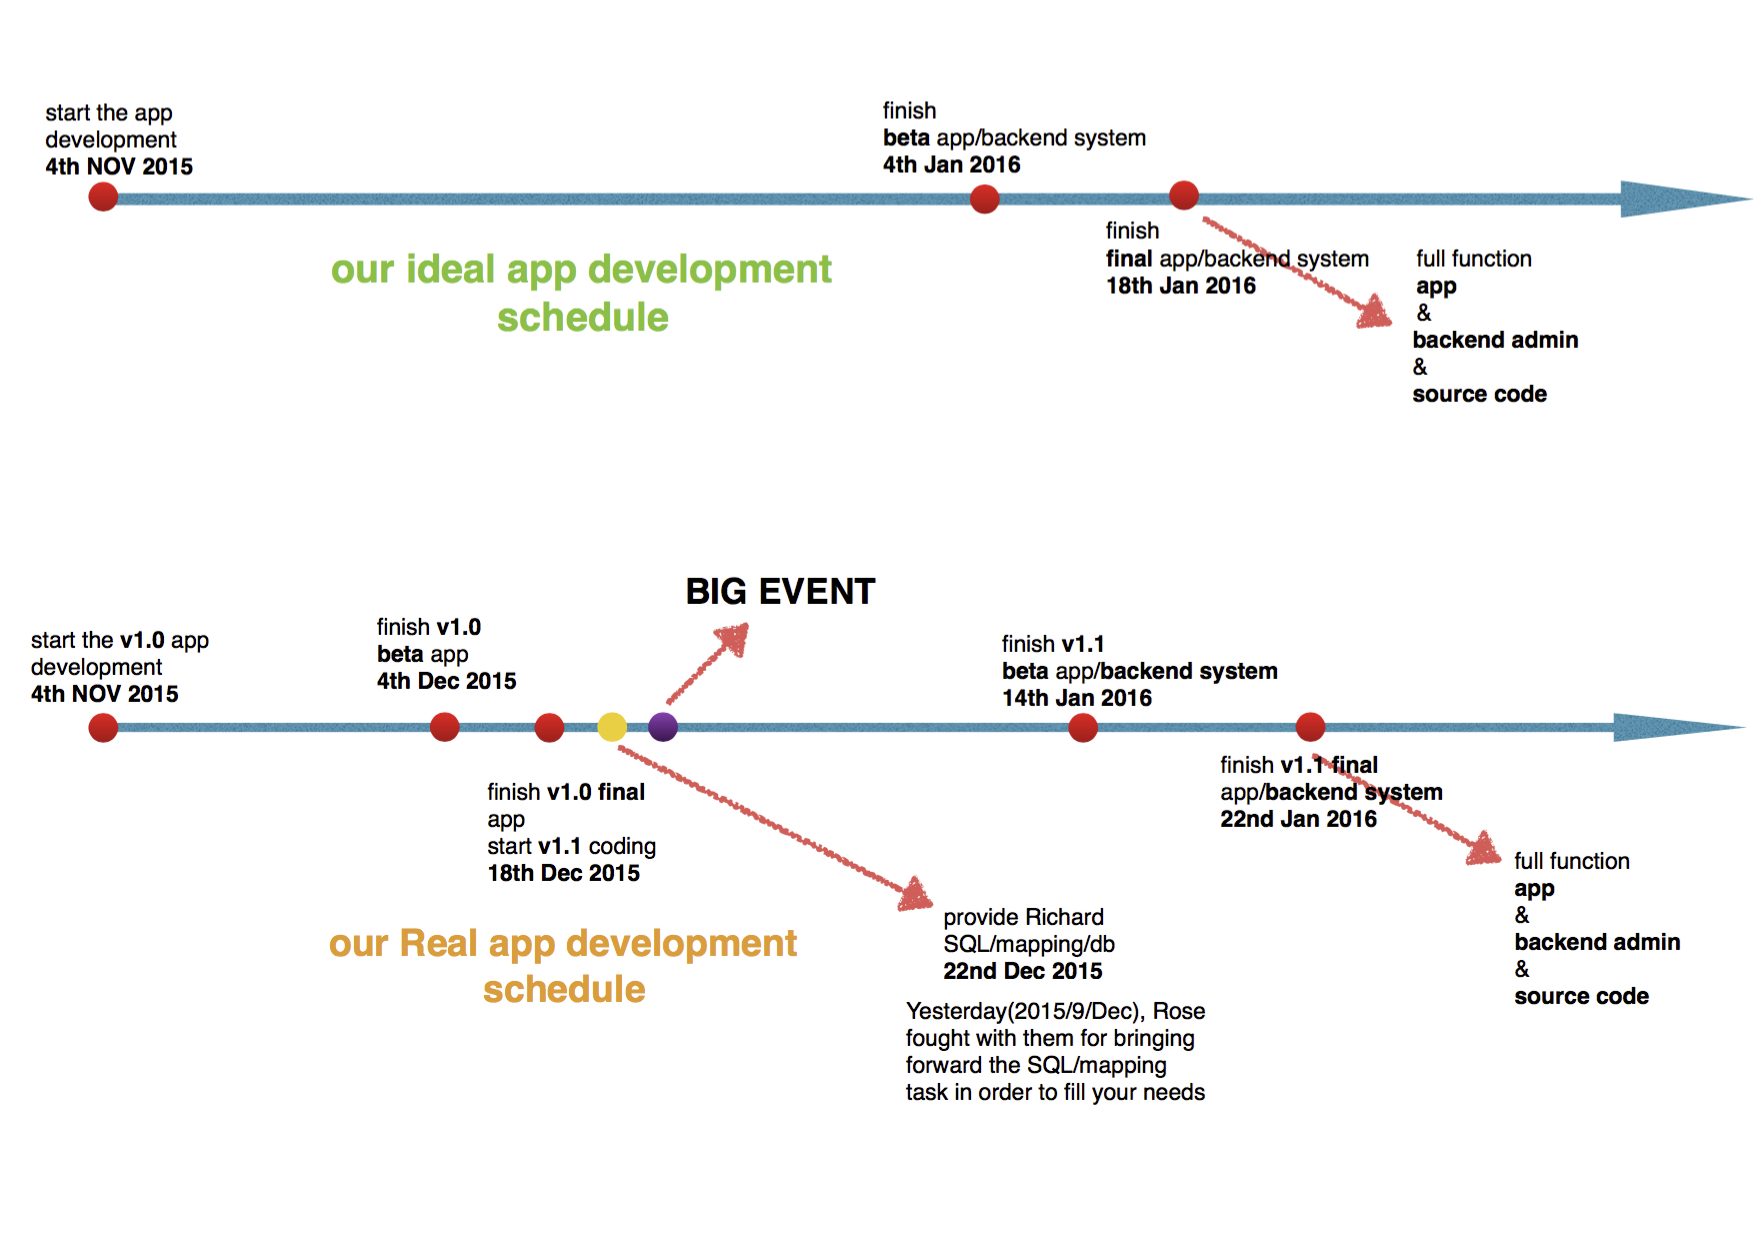 start the app
development
4th NOV 2015
finish
beta app/backend system
4th Jan 2016
finish
final app/backend system
18th Jan 2016
full function
app
&
backend admin
&
source code
our ideal app development
schedule
BIG EVENT
start the v1.0 app
development
4th NOV 2015
finish v1.0
beta app
4th Dec 2015
finish v1.1
beta app/backend system
14th Jan 2016
finish v1.0 final
app
start v1.1 coding
18th Dec 2015
finish v1.1 final
app/backend system
22nd Jan 2016
full function
app
&
backend admin
&
source code
our Real app development
schedule
provide Richard
SQL/mapping/db
22nd Dec 2015
Yesterday(2015/9/Dec), Rose
fought with them for bringing
forward the SQL/mapping
task in order to fill your needs